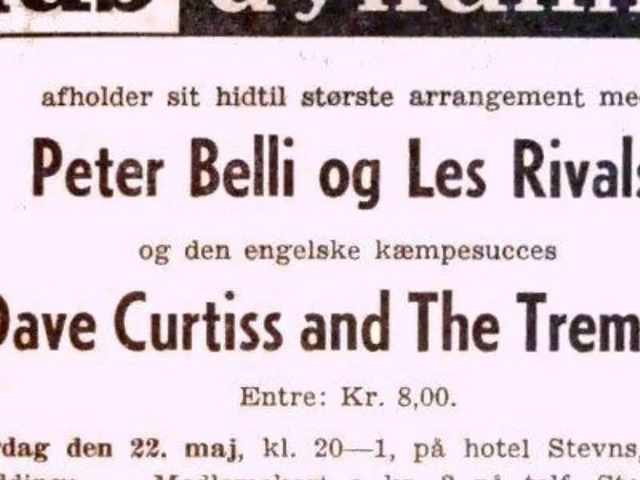 afholder sit hidtil største arrangement me
Peter Belli og Les Rivals
og den engelske kæmpesucces
Dave Curtiss and The Trem
Entre: Kr. 8,00.
rdag den 22. maj, kl. 20—1, på hotel Stevns,